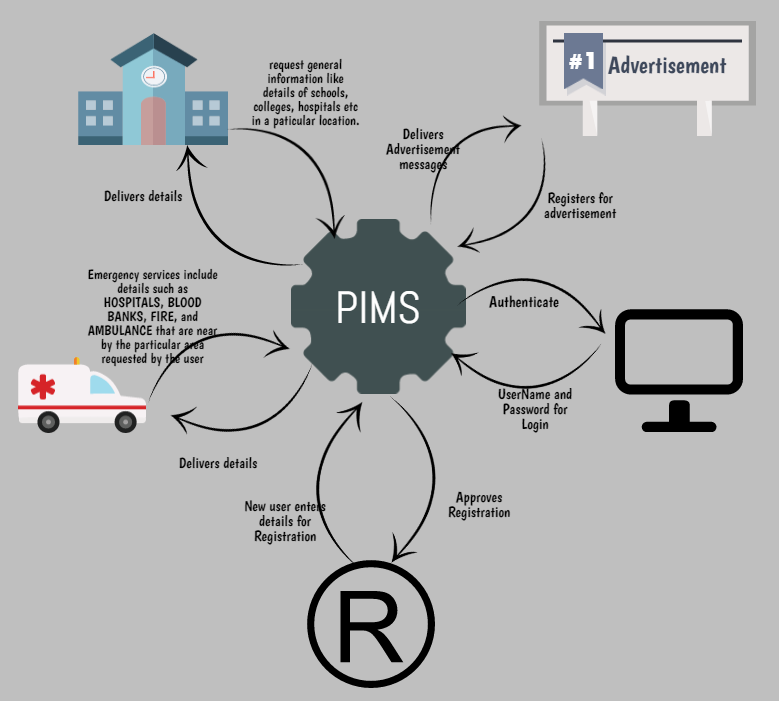 request general
information like
details of schools,
colleges, hospitals etc
in a paticular location.
#1 Advertisement
Delivers
Advertisement
messages
Delivers details
Registers for
advertisement
Emergency services include
details such as
HOSPITALS, BLOOD
BANKS, FIRE, and
AMBULANCE that are near
by the particular area
requested by the user
PIMS
Authenticate
UserName and
Password for
Login
Delivers details
New user enters
details for
Registration
Approves
Registration
R